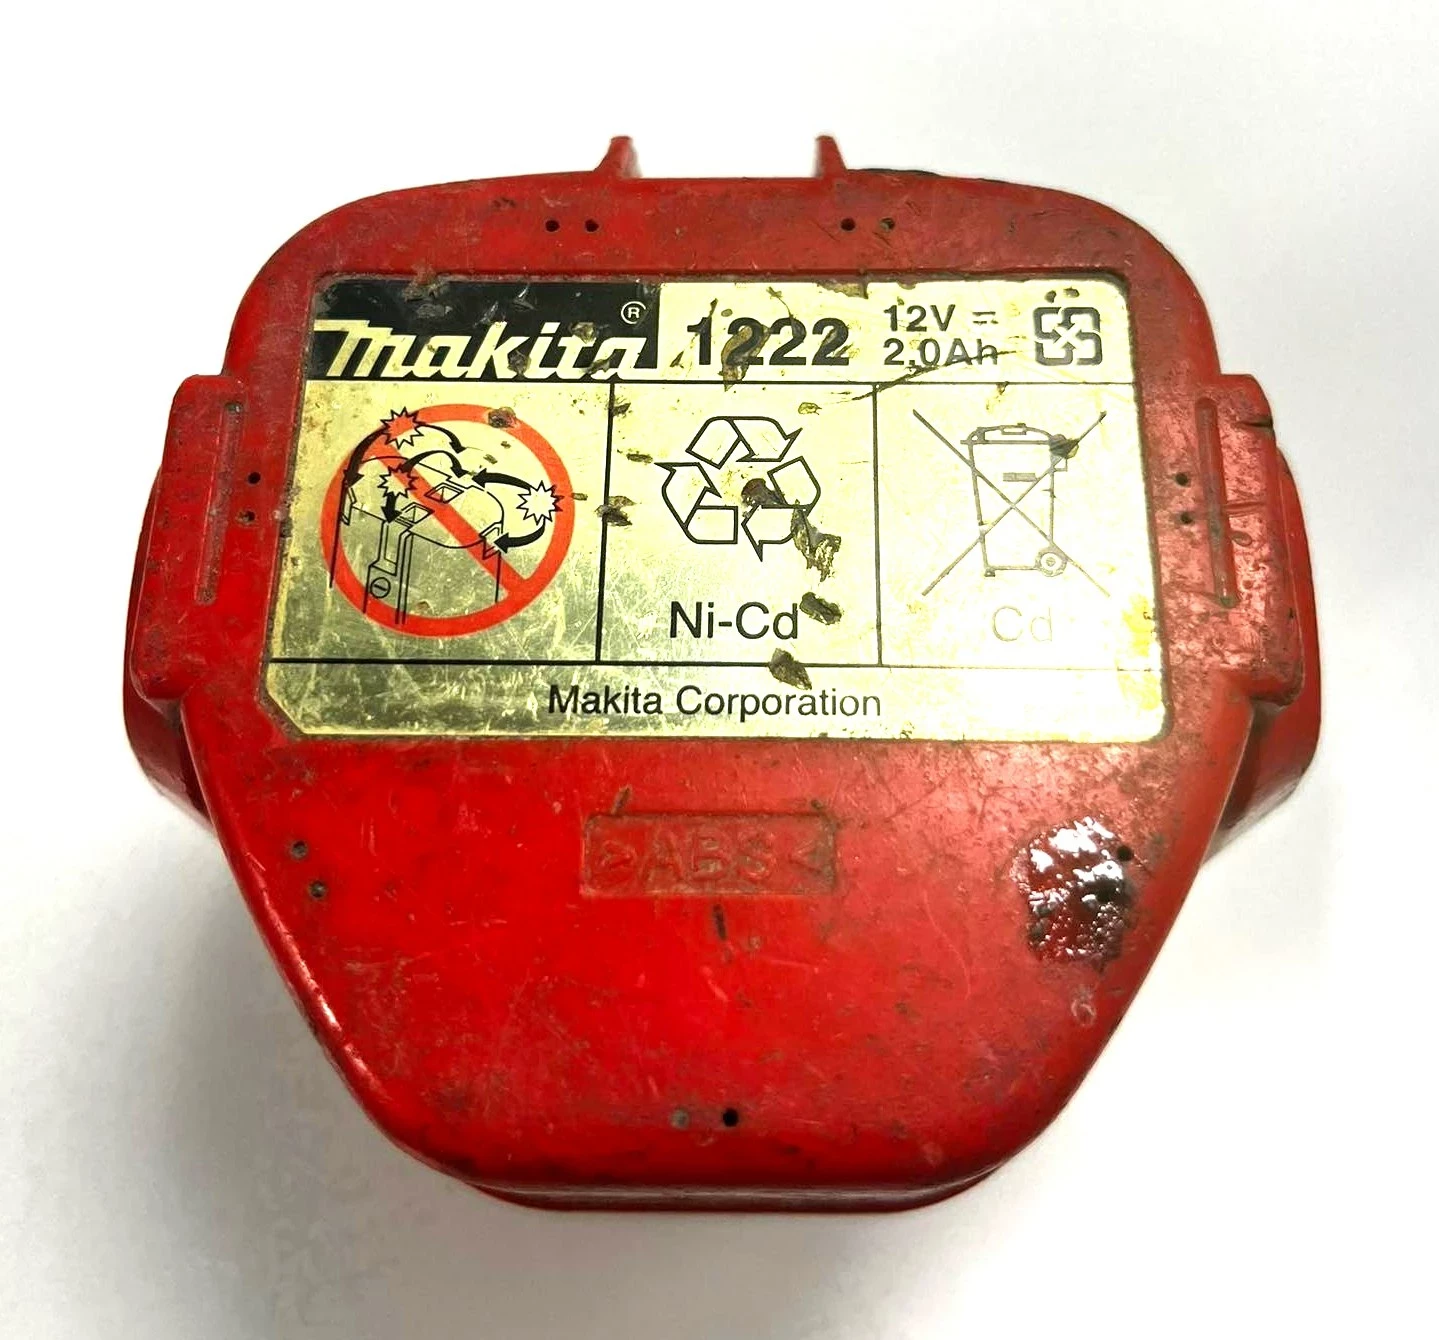 makita® 1222 12V ⎓
2.0Ah
Ni-Cd
Cd
Makita Corporation
>ABS<